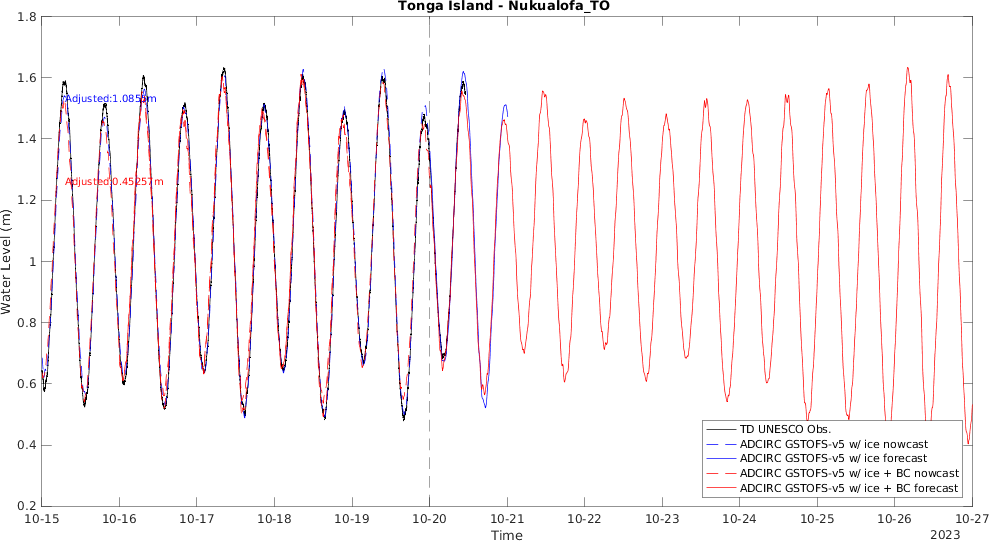 Tonga Island - Nukualofa_TO
1.8
1.6
Adjusted:1.0855m
1.4
Adjusted:0.45257m
1.2
Water Level (m)
1
0.8
0.6
0.4
0.2
TD UNESCO Obs.
ADCIRC GSTOFS-v5 w/ ice nowcast
ADCIRC GSTOFS-v5 w/ ice forecast
ADCIRC GSTOFS-v5 w/ ice + BC nowcast
ADCIRC GSTOFS-v5 w/ ice + BC forecast
10-15 10-16 10-17 10-18 10-19 10-20 10-21 10-22 10-23 10-24 10-25 10-26 10-27
Time
2023